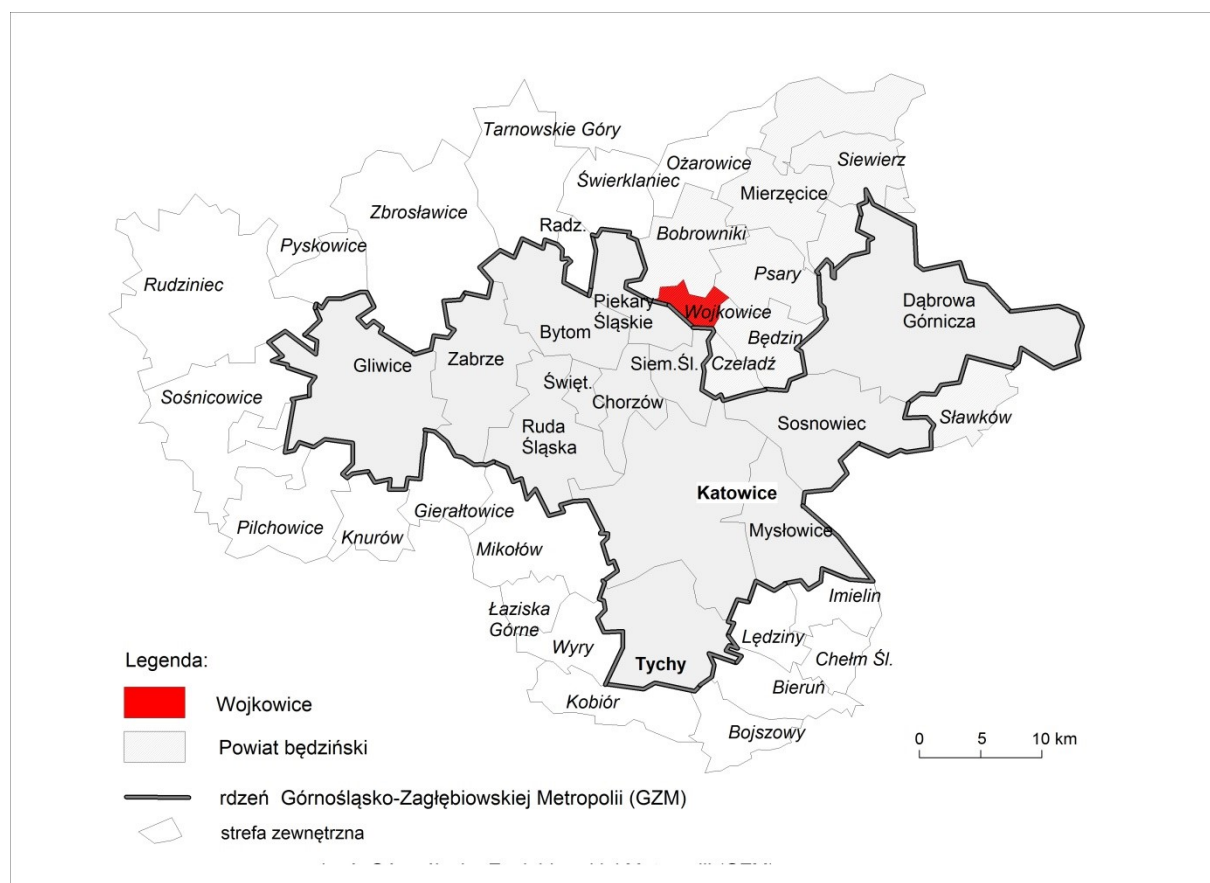 Tarnowskie Góry
Ożarowice
Siewierz
Świerklaniec
Mierzęcice
Zbrosławice
Radz.
Bobrowniki
Pyskowice
Psary
Rudziniec
Piekary
Śląskie
Wojkowice
Dąbrowa
Górnicza
Bytom
Będzin
Gliwice
Zabrze
Siem.Śl.
Czeladź
Święt.
Chorzów
Sośnicowice
Sosnowiec
Sławków
Ruda
Śląska
Katowice
Gierałtowice
Pilchowice
Knurów
Mikołów
Mysłowice
Imielin
Łaziska
Górne
Lędziny
Wyry
Chełm Śl.
Tychy
Bieruń
Kobiór
Bojszowy
Legenda:
Wojkowice
Powiat będziński
rdzeń Górnośląsko-Zagłębiowskiej Metropolii (GZM)
strefa zewnętrzna
0 5 10 km